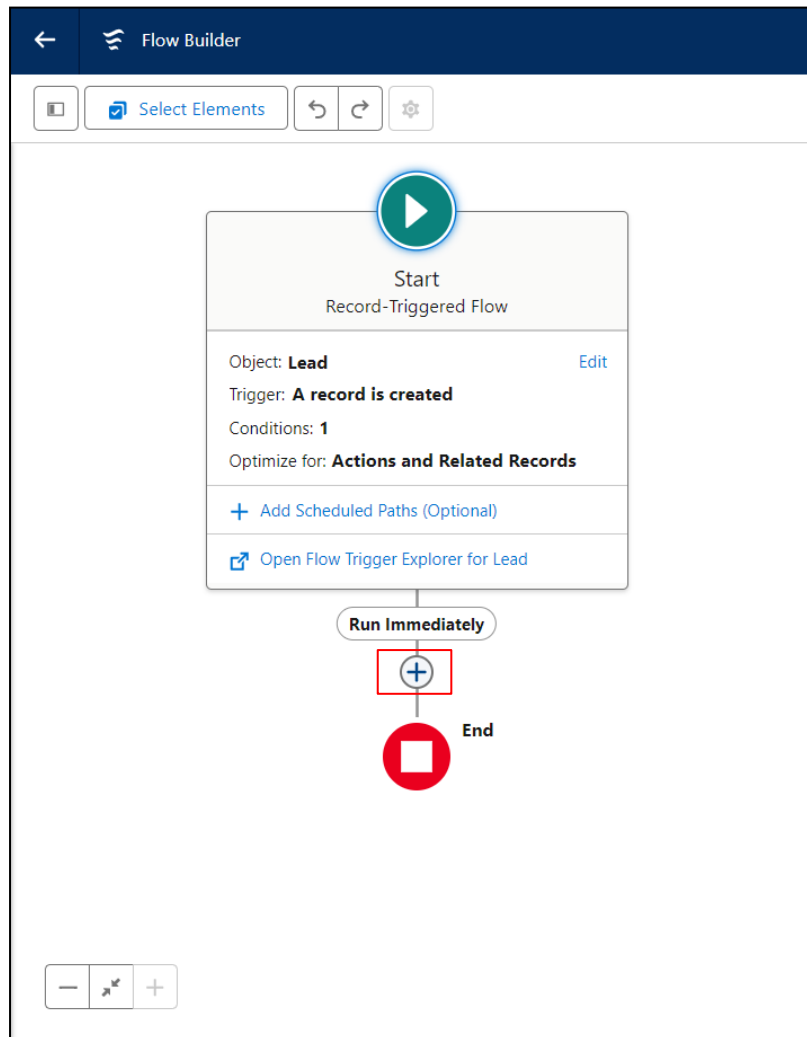 Flow Builder
Select Elements
Start
Record-Triggered Flow
Object: Lead Edit
Trigger: A record is created
Conditions: 1
Optimize for: Actions and Related Records
Add Scheduled Paths (Optional)
Open Flow Trigger Explorer for Lead
Run Immediately
End